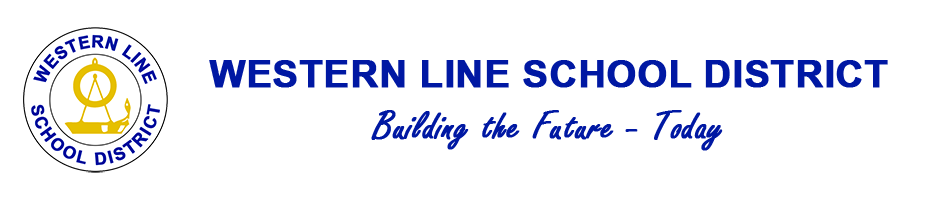 WESTERN LINE
SCHOOL DISTRICT
WESTERN LINE SCHOOL DISTRICT
Building the Future - Today